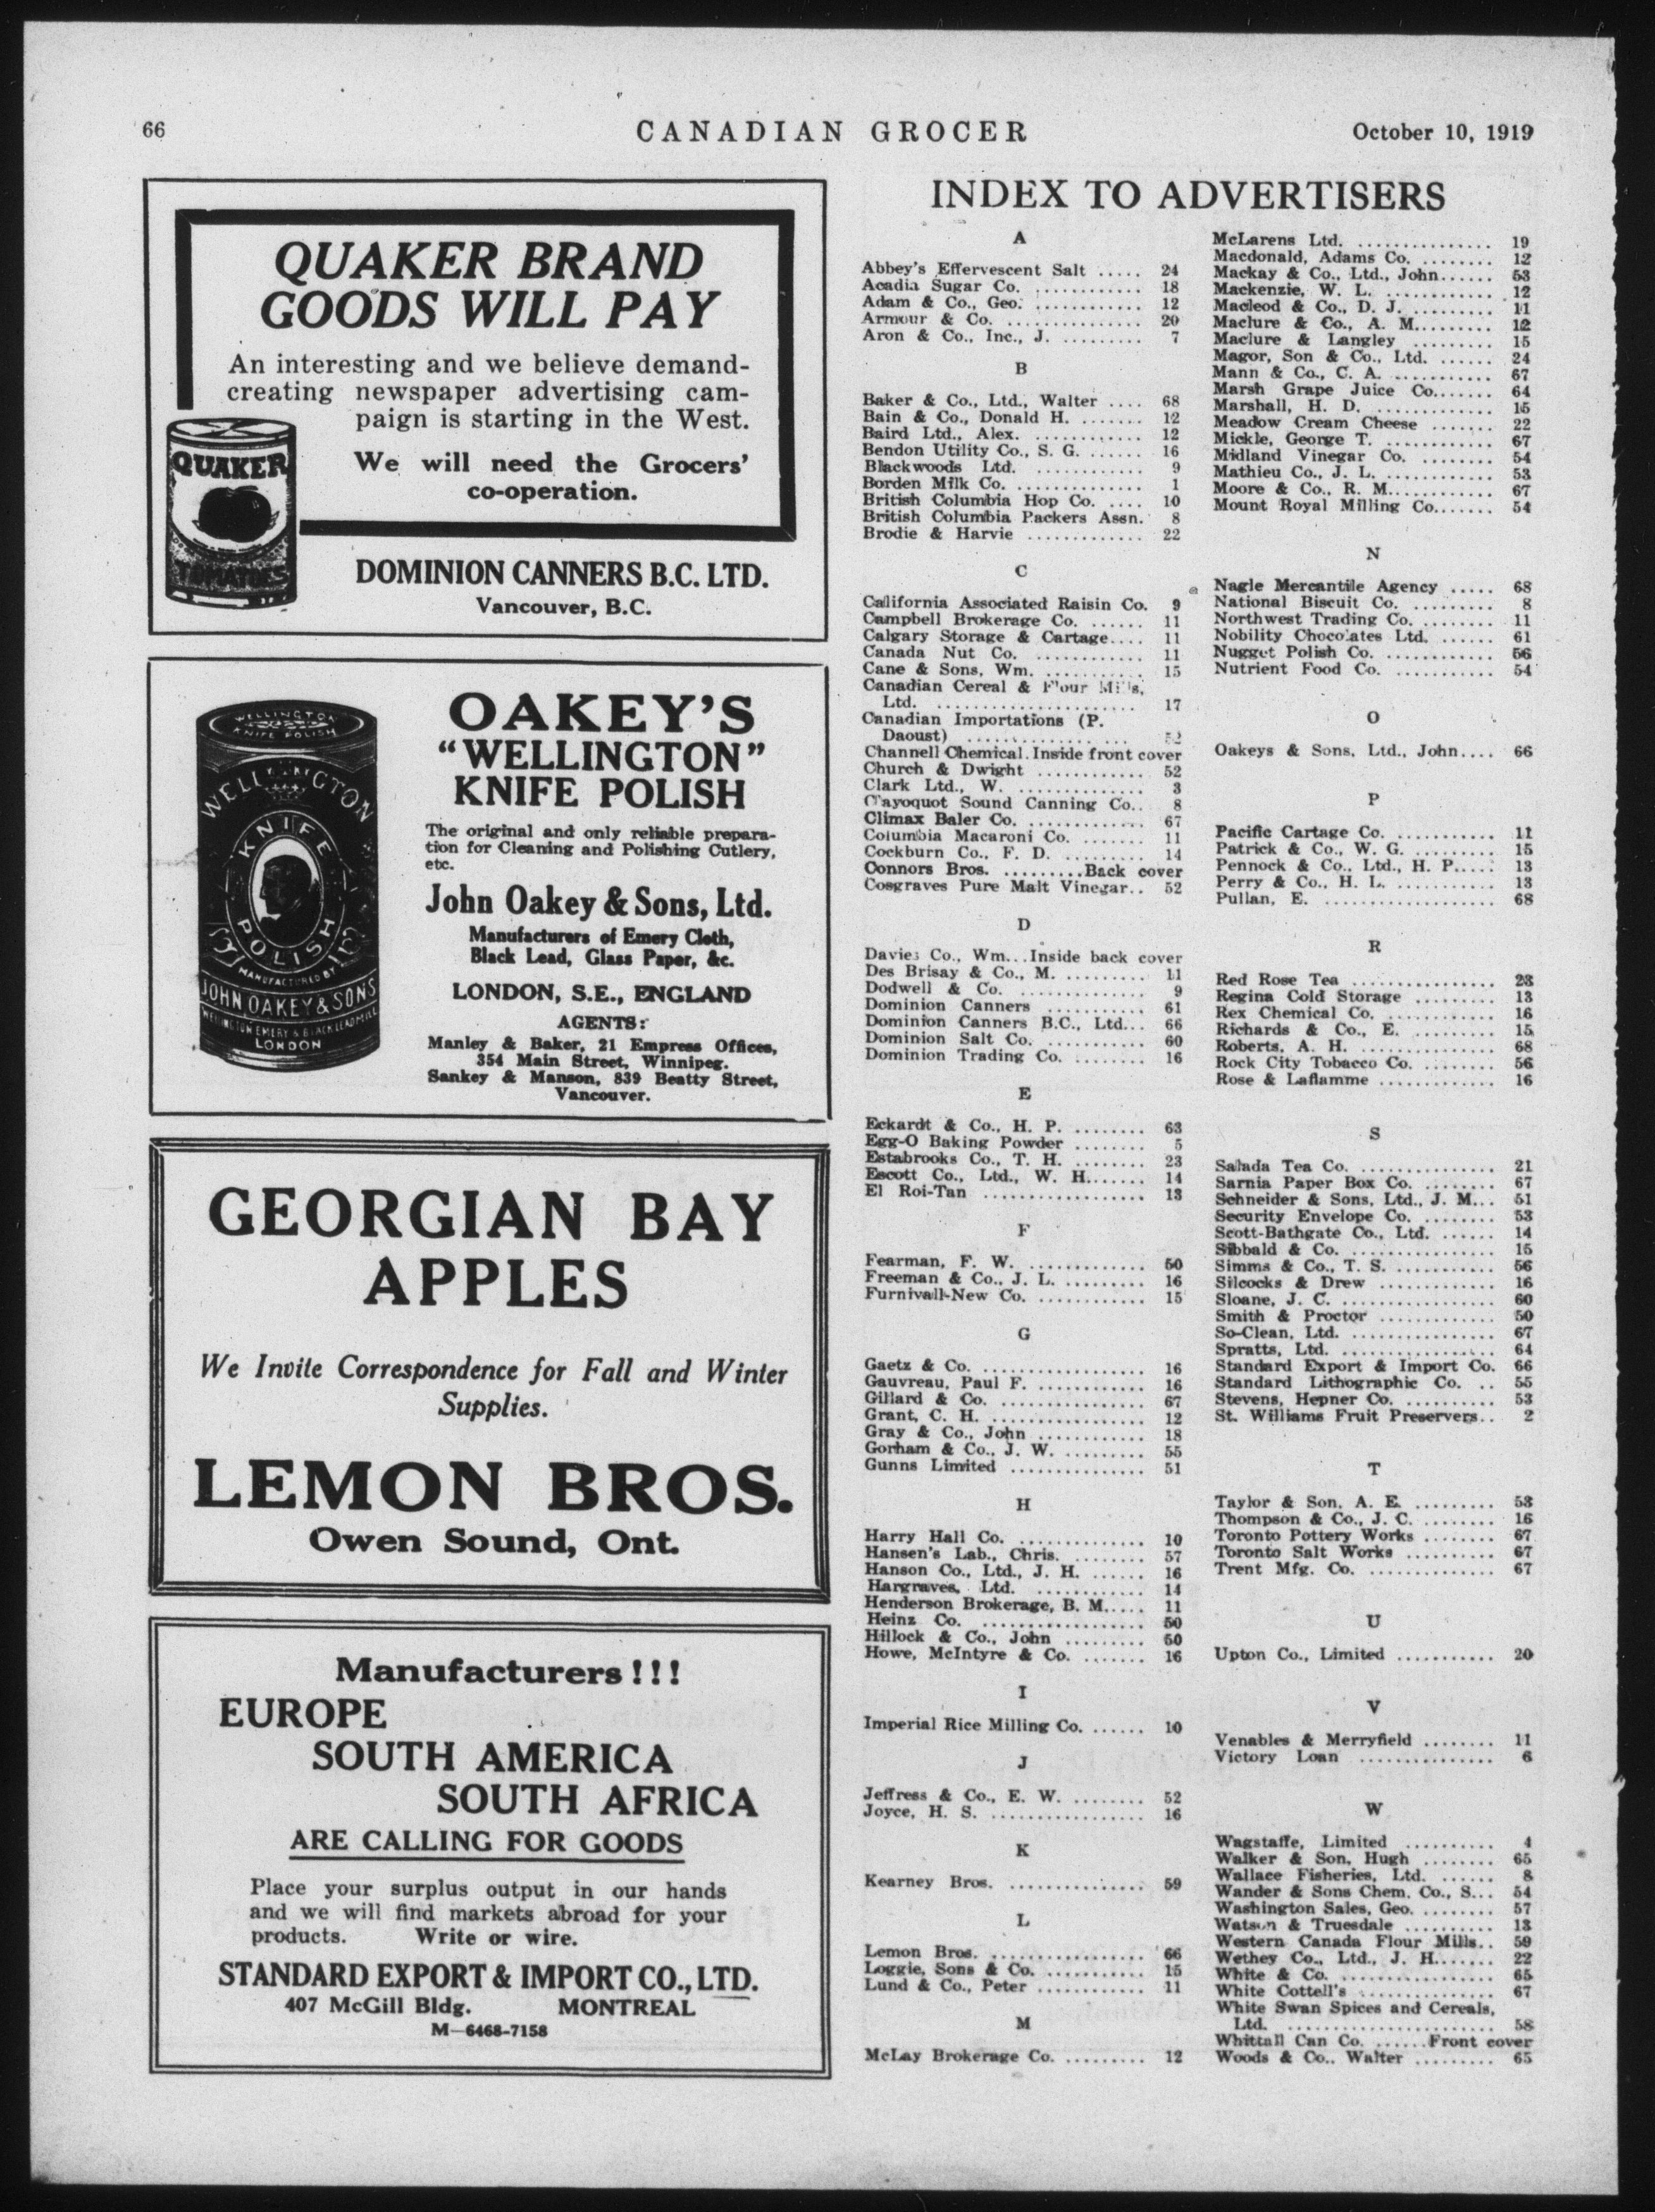 66
CANADIAN GROCER
October 10, 1919
QUAKER BRAND
GOODS WILL PAY
An interesting and we believe demand-
creating newspaper advertising cam-
paign is starting in the West.
We will need the Grocers'
co-operation.
QUAKER
TOMATOES
DOMINION CANNERS B.C. LTD.
Vancouver, B.C.
WELLINGTON
KNIFE POLISH
WELLINGTON
KNIFE
POLISH
MANUFACTURED BY
JOHN OAKEY & SONS
WELLINGTON EMERY & BLACK LEAD MILLS
LONDON
OAKEY'S
"WELLINGTON"
KNIFE POLISH
The original and only reliable prepara-
tion for Cleaning and Polishing Cutlery,
etc.
John Oakey & Sons, Ltd.
Manufacturers of Emery Cloth,
Black Lead, Glass Paper, &c.
LONDON, S.E., ENGLAND
AGENTS:
Manley & Baker, 21 Empress Offices,
354 Main Street, Winnipeg.
Sankey & Manson, 839 Beatty Street,
Vancouver.
GEORGIAN BAY
APPLES
We Invite Correspondence for Fall and Winter
Supplies.
LEMON BROS.
Owen Sound, Ont.
Manufacturers!!!
EUROPE
SOUTH AMERICA
SOUTH AFRICA
ARE CALLING FOR GOODS
Place your surplus output in our hands
and we will find markets abroad for your
products. Write or wire.
STANDARD EXPORT & IMPORT CO., LTD.
407 McGill Bldg. MONTREAL
M—6468-7158
INDEX TO ADVERTISERS
A
Abbey's Effervescent Salt ..... 24
Acadia Sugar Co. ............ 18
Adam & Co., Geo. ............ 12
Armour & Co. ............... 20
Aron & Co., Inc., J. ......... 7
B
Baker & Co., Ltd., Walter .... 68
Bain & Co., Donald H. ....... 12
Baird Ltd., Alex. ............ 12
Bendon Utility Co., S. G. ...... 16
Blackwoods Ltd. ............ 9
Borden Milk Co. .............. 1
British Columbia Hop Co. .... 10
British Columbia Packers Assn. 8
Brodie & Harvie ............. 22
C
California Associated Raisin Co. 9
Campbell Brokerage Co. ...... 11
Calgary Storage & Cartage.... 11
Canada Nut Co. ............ 11
Cane & Sons, Wm. ........... 15
Canadian Cereal & Flour Mills,
Ltd. ...................... 17
Canadian Importations (P.
Daoust) ..................
Channell Chemical.Inside front cover
Church & Dwight ............ 52
Clark Ltd., W. .............. 3
Clayoquot Sound Canning Co.. 8
Climax Baler Co. ............. 67
Columbia Macaroni Co. ....... 11
Cockburn Co., F. D. ......... 14
Connors Bros. .........Back cover
Cosgraves Pure Malt Vinegar.. 52
D
Davies Co., Wm...Inside back cover
Des Brisay & Co., M. ......... 11
Dodwell & Co. .............. 9
Dominion Canners ........... 61
Dominion Canners B.C., Ltd... 66
Dominion Salt Co. ........... 60
Dominion Trading Co. ........ 16
E
Eckardt & Co., H. P. ........ 63
Egg-O Baking Powder ........ 5
Estabrooks Co., T. H. ........ 23
Escott Co., Ltd., W. H....... 14
El Roi-Tan .................. 13
F
Fearman, F. W. ............. 50
Freeman & Co., J. L. ......... 16
Furnivall-New Co. ............ 15
G
Gaetz & Co. .................. 16
Gauvreau, Paul F. ............ 16
Gillard & Co. ................ 67
Grant, C. H. ................. 12
Gray & Co., John ............ 18
Gorham & Co., J. W. ......... 55
Gunns Limited ............... 51
H
Harry Hall Co. .............. 10
Hansen's Lab., Chris. ........ 57
Hanson Co., Ltd., J. H. ...... 16
Hargraves, Ltd. ............ 14
Henderson Brokerage, B. M..... 11
Heinz Co. .................. 50
Hillock & Co., John ......... 50
Howe, McIntyre & Co. ....... 16
I
Imperial Rice Milling Co. ...... 10
J
Jeffress & Co., E. W. ........ 52
Joyce, H. S. ................. 16
K
Kearney Bros. ............... 59
L
Lemon Bros. ................. 66
Loggie, Sons & Co. ........... 15
Lund & Co., Peter ............ 11
M
McLay Brokerage Co. ......... 12
McLarens Ltd. ............... 19
Macdonald, Adams Co. ........ 12
Mackay & Co., Ltd., John...... 53
Mackenzie, W. L. ............ 12
Macleod & Co., D. J. ......... 11
Maclure & Co., A. M......... 12
Maclure & Langley ......... 15
Magor, Son & Co., Ltd. ...... 24
Mann & Co., C. A. ........... 67
Marsh Grape Juice Co....... 64
Marshall, H. D. ............. 15
Meadow Cream Cheese ....... 22
Mickle, George T. ............ 67
Midland Vinegar Co. ........ 54
Mathieu Co., J. L. ............ 53
Moore & Co., R. M............ 67
Mount Royal Milling Co....... 54
N
Nagle Mercantile Agency ..... 68
National Biscuit Co. ......... 8
Northwest Trading Co. ........ 11
Nobility Chocolates Ltd. ...... 61
Nugget Polish Co. ............ 56
Nutrient Food Co. ........... 54
O
Oakeys & Sons, Ltd., John.... 66
P
Pacific Cartage Co. ........... 11
Patrick & Co., W. G. ......... 15
Pennock & Co., Ltd., H. P..... 13
Perry & Co., H. L. ........... 13
Pullan, E. ................... 68
R
Red Rose Tea ................ 23
Regina Cold Storage ......... 13
Rex Chemical Co. ............ 16
Richards & Co., E. .......... 15
Roberts, A. H. ............... 68
Rock City Tobacco Co. ........ 56
Rose & Laflamme ............. 16
S
Salada Tea Co. ............... 21
Sarnia Paper Box Co. ........ 67
Schneider & Sons, Ltd., J. M... 51
Security Envelope Co. ........ 53
Scott-Bathgate Co., Ltd. ...... 14
Sibbald & Co. ................ 15
Simms & Co., T. S. ........... 56
Silcocks & Drew ............. 16
Sloane, J. C. ................. 60
Smith & Proctor ............. 50
So-Clean, Ltd. ................ 67
Spratts, Ltd. ................. 64
Standard Export & Import Co. 66
Standard Lithographic Co. .. 55
Stevens, Hepner Co. .......... 53
St. Williams Fruit Preservers.. 2
T
Taylor & Son, A. E. ......... 53
Thompson & Co., J. C. ........ 16
Toronto Pottery Works ........ 67
Toronto Salt Works .......... 67
Trent Mfg. Co. .............. 67
U
Upton Co., Limited ........... 20
V
Venables & Merryfield ........ 11
Victory Loan ............... 6
W
Wagstaffe, Limited .......... 4
Walker & Son, Hugh ........ 65
Wallace Fisheries, Ltd. ...... 8
Wander & Sons Chem. Co., S... 54
Washington Sales, Geo. ........ 57
Watson & Truesdale .......... 13
Western Canada Flour Mills.. 59
Wethey Co., Ltd., J. H....... 22
White & Co. ................. 65
White Cottell's .............. 67
White Swan Spices and Cereals,
Ltd. ....................... 58
Whittall Can Co. ......Front cover
Woods & Co., Walter ......... 65